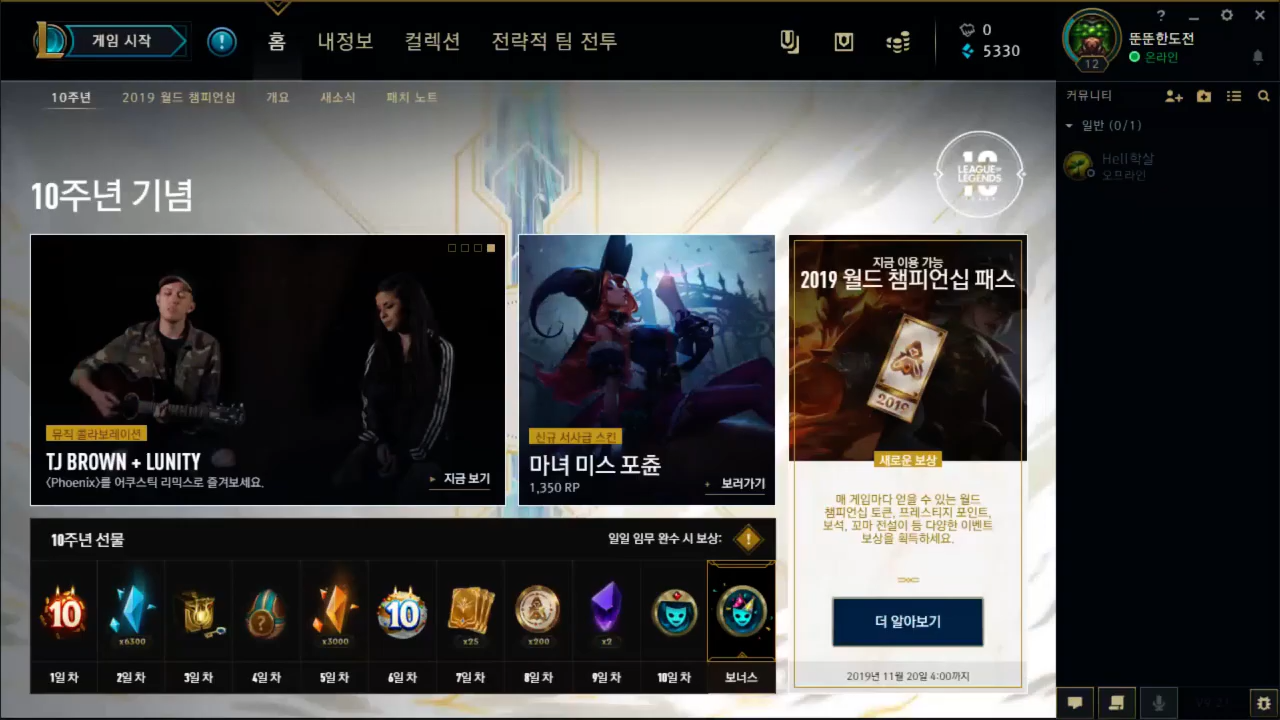 게임 시작
홈
내정보
컬렉션
전략적 팀 전투
0
5330
12
뚠뚠한도전
온라인
10주년
2019 월드 챔피언십
개요
새소식
패치 노트
커뮤니티
일반 (0/1)
Hell학살
오프라인
10주년 기념
10
LEAGUE OF
LEGENDS
YEARS
지금 이용 가능
2019 월드 챔피언십 패스
2019
뮤직 콜라보레이션
TJ BROWN + LUNITY
〈Phoenix〉를 어쿠스틱 리믹스로 즐겨보세요.
지금 보기
신규 서사급 스킨
마녀 미스 포츈
1,350 RP
보러가기
새로운 보상
매 게임마다 얻을 수 있는 월드
챔피언십 토큰, 프레스티지 포인트,
보석, 꼬마 전설이 등 다양한 이벤트
보상을 획득하세요.
더 알아보기
2019년 11월 20일 4:00까지
10주년 선물
일일 임무 완수 시 보상:
10
x6300
x3000
10
x25
x200
x2
1일 차
2일 차
3일 차
4일 차
5일 차
6일 차
7일 차
8일 차
9일 차
10일 차
보너스